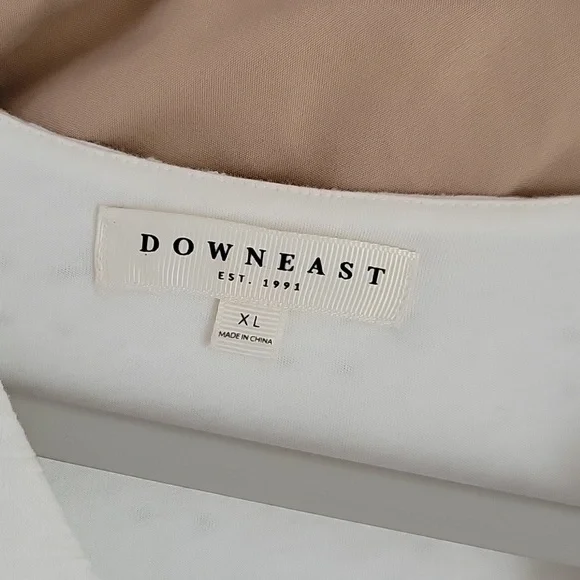 DOWNEAST
EST. 1991
XL
MADE IN CHINA